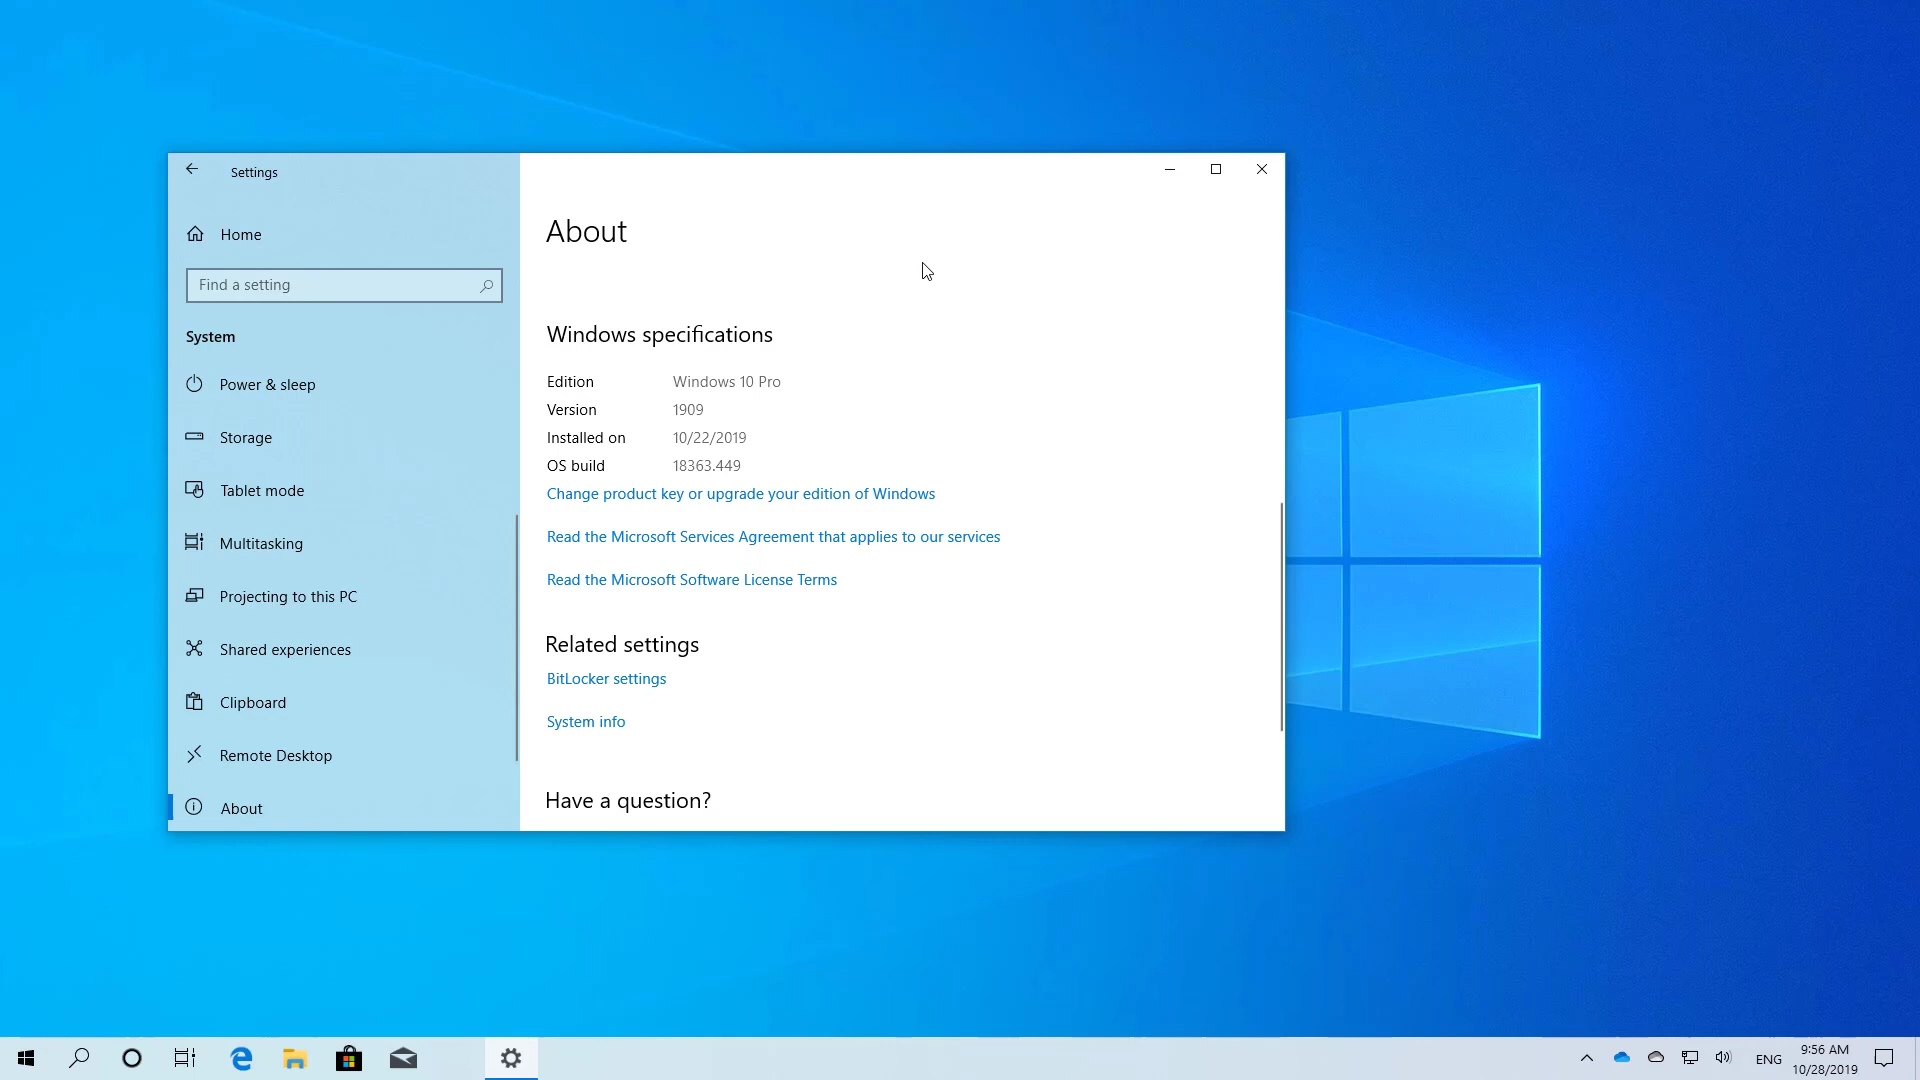 Settings
Home
Find a setting
System
Power & sleep
Storage
Tablet mode
Multitasking
Projecting to this PC
Shared experiences
Clipboard
Remote Desktop
About
About
Windows specifications
Edition Windows 10 Pro
Version 1909
Installed on 10/22/2019
OS build 18363.449
Change product key or upgrade your edition of Windows
Read the Microsoft Services Agreement that applies to our services
Read the Microsoft Software License Terms
Related settings
BitLocker settings
System info
Have a question?
ENG
9:56 AM
10/28/2019